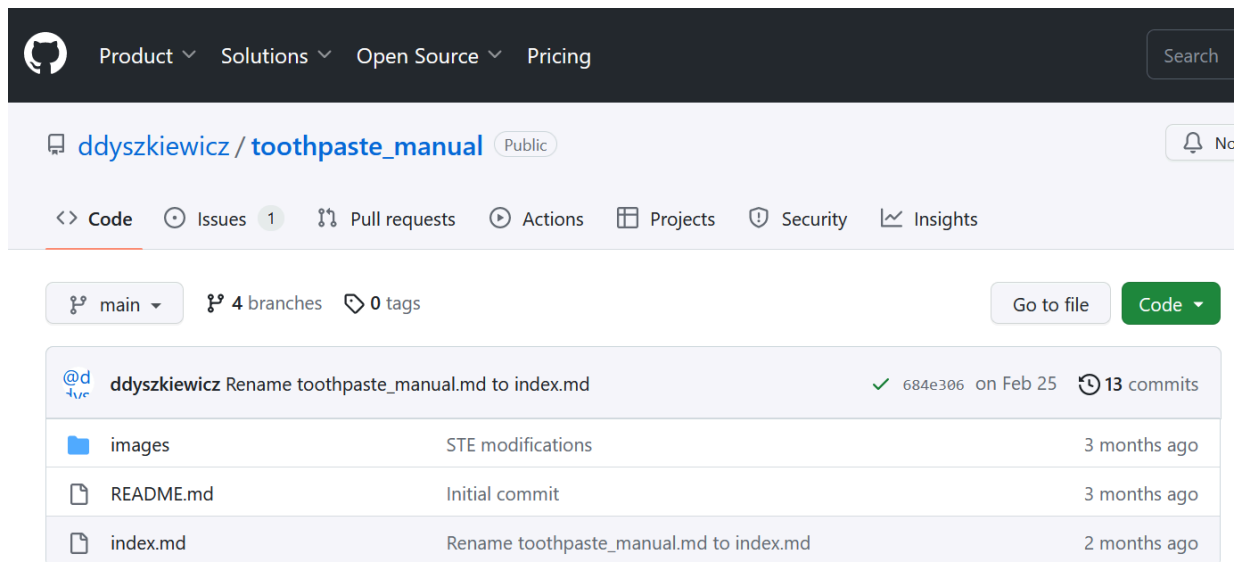 Product Solutions Open Source Pricing Search
ddyszkiewicz / toothpaste_manual Public
Code Issues 1 Pull requests Actions Projects Security Insights
main 4 branches 0 tags Go to file Code
@d ddyszkiewicz Rename toothpaste_manual.md to index.md 684e306 on Feb 25 13 commits
images STE modifications 3 months ago
README.md Initial commit 3 months ago
index.md Rename toothpaste_manual.md to index.md 2 months ago